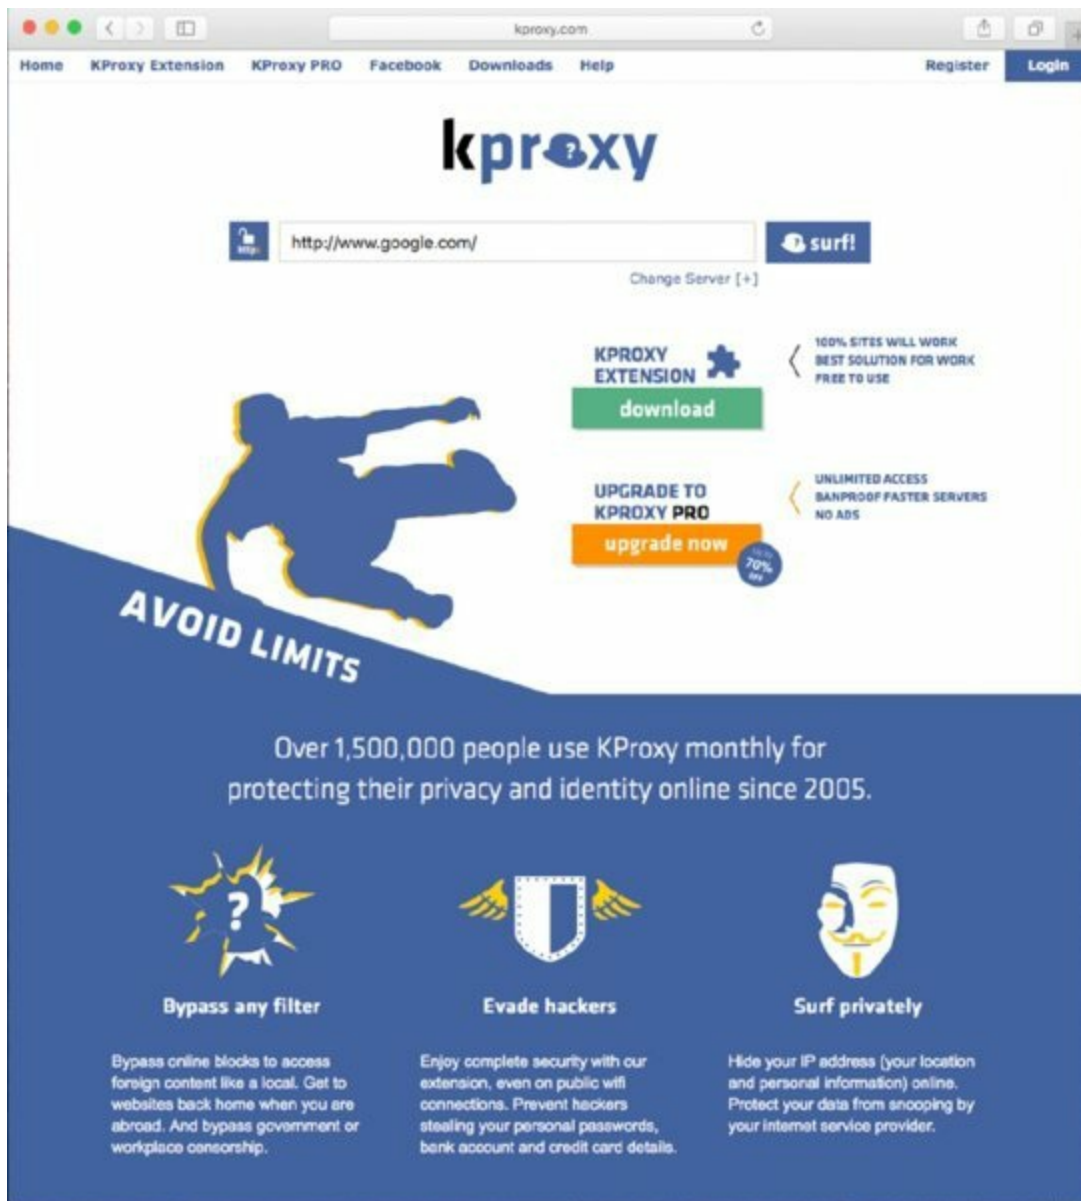 kproxy.com
Home KProxy Extension KProxy PRO Facebook Downloads Help Register Login
kproxy
http://www.google.com/ surf!
Change Server [+]
KPROXY
EXTENSION
download
100% SITES WILL WORK
BEST SOLUTION FOR WORK
FREE TO USE
UPGRADE TO
KPROXY PRO
upgrade now
70%
OFF
UNLIMITED ACCESS
BANPROOF FASTER SERVERS
NO ADS
AVOID LIMITS
Over 1,500,000 people use KProxy monthly for
protecting their privacy and identity online since 2005.
?
Bypass any filter
Bypass online blocks to access
foreign content like a local. Get to
websites back home when you are
abroad. And bypass government or
workplace censorship.
Evade hackers
Enjoy complete security with our
extension, even on public wifi
connections. Prevent hackers
stealing your personal passwords,
bank account and credit card details.
Surf privately
Hide your IP address (your location
and personal information) online.
Protect your data from snooping by
your internet service provider.